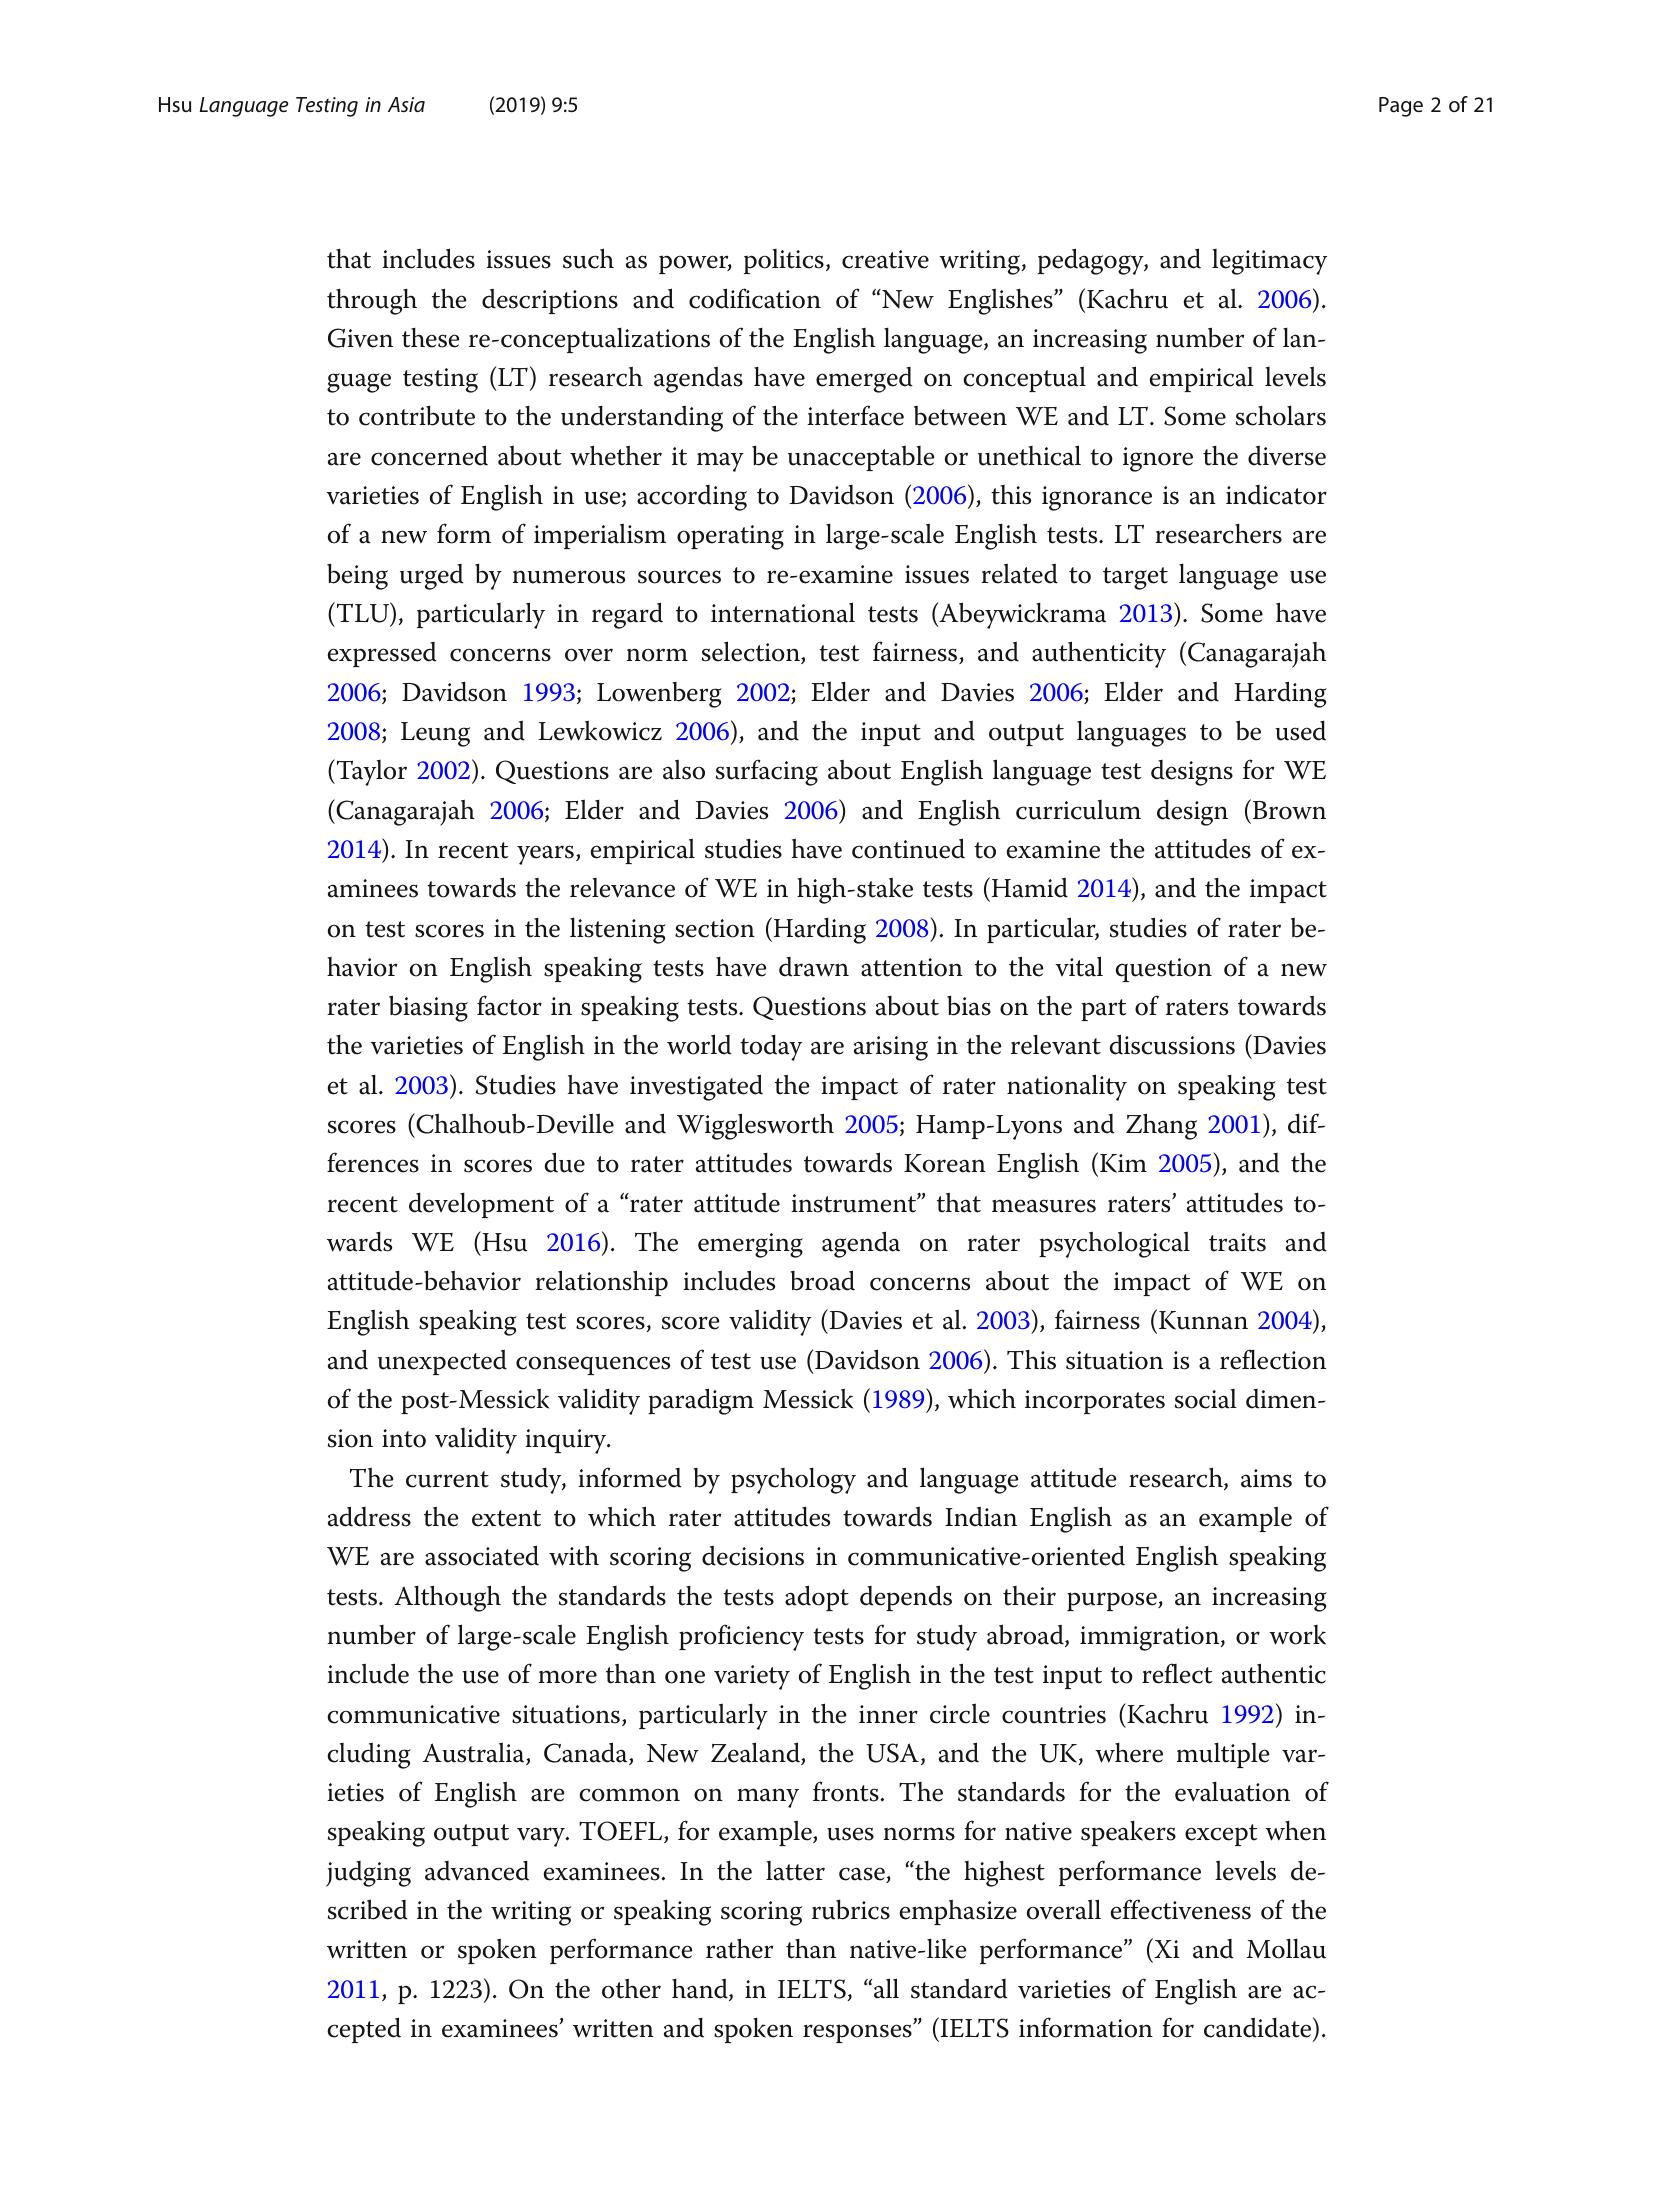 Hsu Language Testing in Asia (2019) 9:5 Page 2 of 21
that includes issues such as power, politics, creative writing, pedagogy, and legitimacy
through the descriptions and codification of “New Englishes” (Kachru et al. 2006).
Given these re-conceptualizations of the English language, an increasing number of lan-
guage testing (LT) research agendas have emerged on conceptual and empirical levels
to contribute to the understanding of the interface between WE and LT. Some scholars
are concerned about whether it may be unacceptable or unethical to ignore the diverse
varieties of English in use; according to Davidson (2006), this ignorance is an indicator
of a new form of imperialism operating in large-scale English tests. LT researchers are
being urged by numerous sources to re-examine issues related to target language use
(TLU), particularly in regard to international tests (Abeywickrama 2013). Some have
expressed concerns over norm selection, test fairness, and authenticity (Canagarajah
2006; Davidson 1993; Lowenberg 2002; Elder and Davies 2006; Elder and Harding
2008; Leung and Lewkowicz 2006), and the input and output languages to be used
(Taylor 2002). Questions are also surfacing about English language test designs for WE
(Canagarajah 2006; Elder and Davies 2006) and English curriculum design (Brown
2014). In recent years, empirical studies have continued to examine the attitudes of ex-
aminees towards the relevance of WE in high-stake tests (Hamid 2014), and the impact
on test scores in the listening section (Harding 2008). In particular, studies of rater be-
havior on English speaking tests have drawn attention to the vital question of a new
rater biasing factor in speaking tests. Questions about bias on the part of raters towards
the varieties of English in the world today are arising in the relevant discussions (Davies
et al. 2003). Studies have investigated the impact of rater nationality on speaking test
scores (Chalhoub-Deville and Wigglesworth 2005; Hamp-Lyons and Zhang 2001), dif-
ferences in scores due to rater attitudes towards Korean English (Kim 2005), and the
recent development of a “rater attitude instrument” that measures raters’ attitudes to-
wards WE (Hsu 2016). The emerging agenda on rater psychological traits and
attitude-behavior relationship includes broad concerns about the impact of WE on
English speaking test scores, score validity (Davies et al. 2003), fairness (Kunnan 2004),
and unexpected consequences of test use (Davidson 2006). This situation is a reflection
of the post-Messick validity paradigm Messick (1989), which incorporates social dimen-
sion into validity inquiry.
The current study, informed by psychology and language attitude research, aims to
address the extent to which rater attitudes towards Indian English as an example of
WE are associated with scoring decisions in communicative-oriented English speaking
tests. Although the standards the tests adopt depends on their purpose, an increasing
number of large-scale English proficiency tests for study abroad, immigration, or work
include the use of more than one variety of English in the test input to reflect authentic
communicative situations, particularly in the inner circle countries (Kachru 1992) in-
cluding Australia, Canada, New Zealand, the USA, and the UK, where multiple var-
ieties of English are common on many fronts. The standards for the evaluation of
speaking output vary. TOEFL, for example, uses norms for native speakers except when
judging advanced examinees. In the latter case, “the highest performance levels de-
scribed in the writing or speaking scoring rubrics emphasize overall effectiveness of the
written or spoken performance rather than native-like performance” (Xi and Mollau
2011, p. 1223). On the other hand, in IELTS, “all standard varieties of English are ac-
cepted in examinees’ written and spoken responses” (IELTS information for candidate).